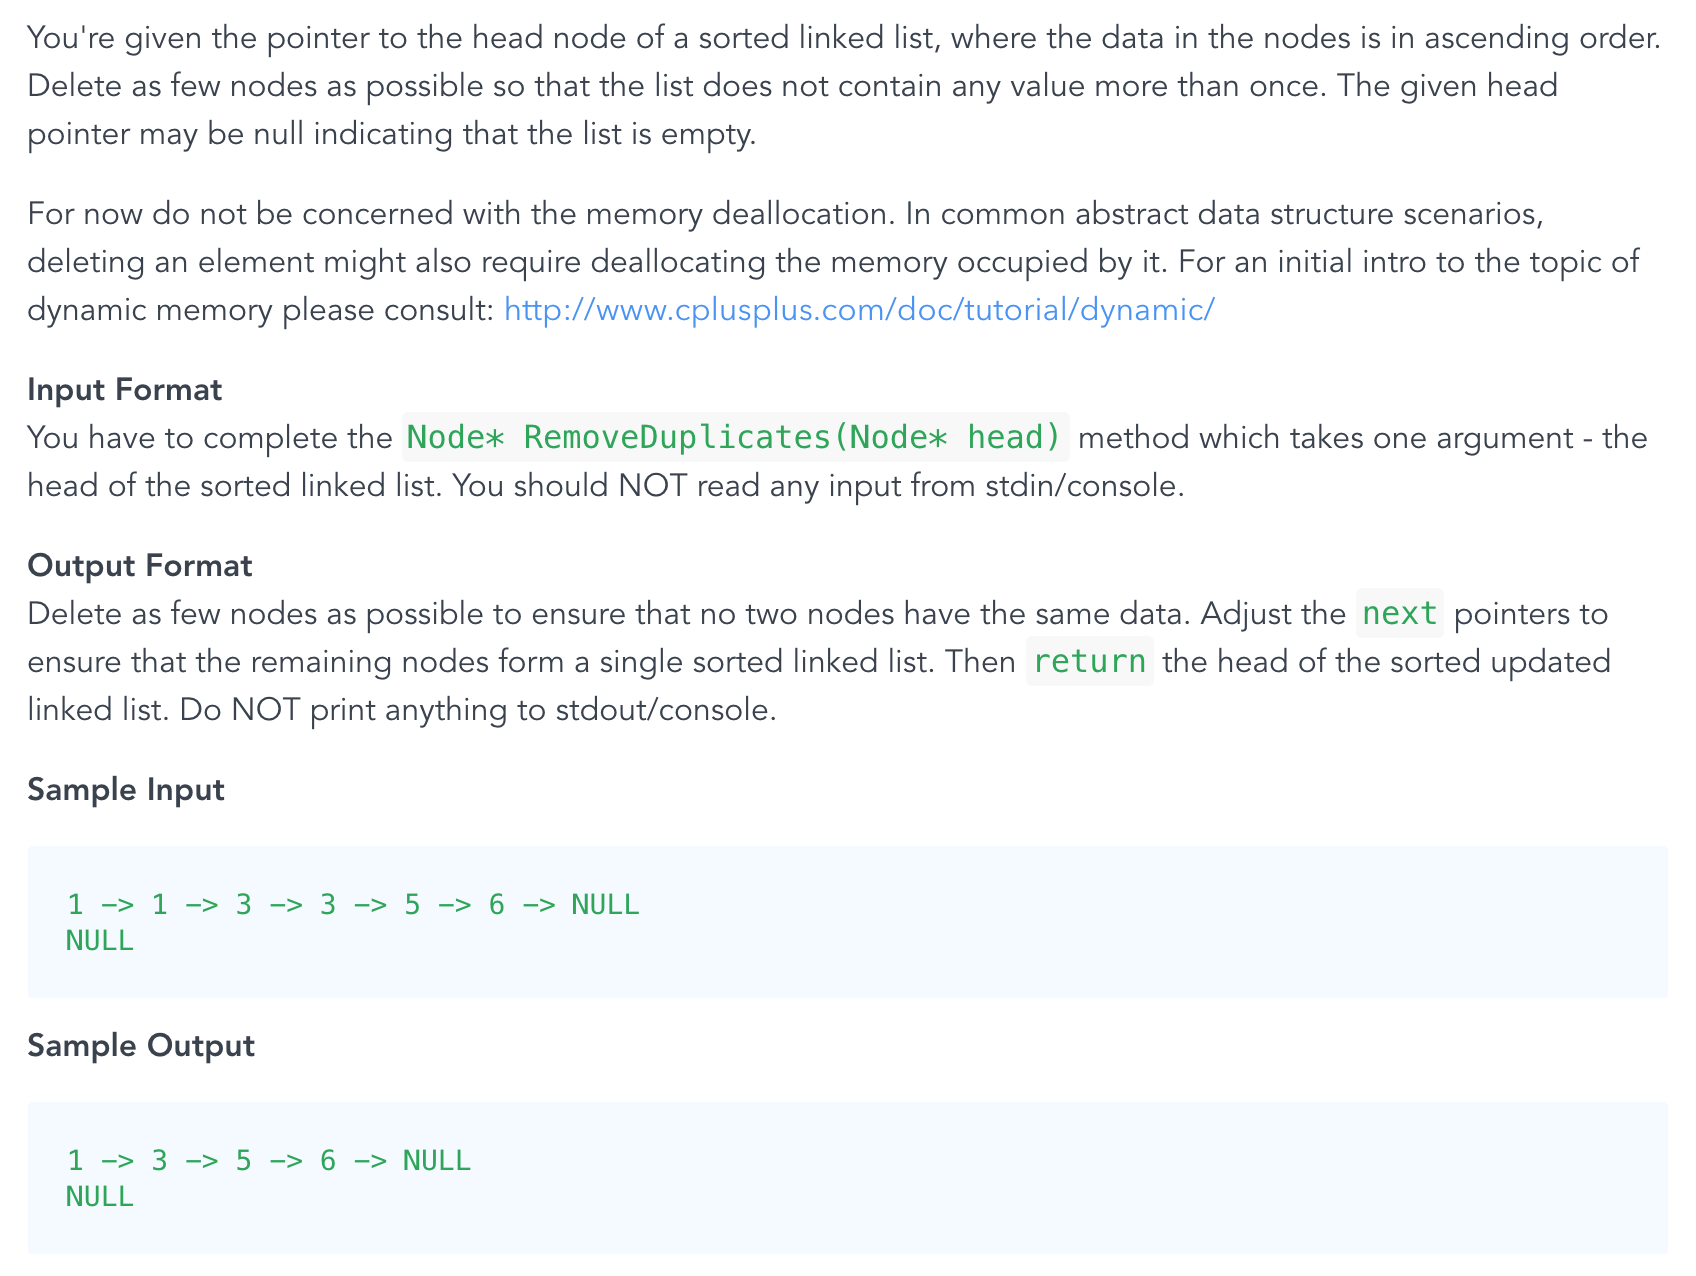 You're given the pointer to the head node of a sorted linked list, where the data in the nodes is in ascending order.
Delete as few nodes as possible so that the list does not contain any value more than once. The given head
pointer may be null indicating that the list is empty.
For now do not be concerned with the memory deallocation. In common abstract data structure scenarios,
deleting an element might also require deallocating the memory occupied by it. For an initial intro to the topic of
dynamic memory please consult: http://www.cplusplus.com/doc/tutorial/dynamic/
Input Format
You have to complete the Node* RemoveDuplicates(Node* head) method which takes one argument - the
head of the sorted linked list. You should NOT read any input from stdin/console.
Output Format
Delete as few nodes as possible to ensure that no two nodes have the same data. Adjust the next pointers to
ensure that the remaining nodes form a single sorted linked list. Then return the head of the sorted updated
linked list. Do NOT print anything to stdout/console.
Sample Input
1 -> 1 -> 3 -> 3 -> 5 -> 6 -> NULL
NULL
Sample Output
1 -> 3 -> 5 -> 6 -> NULL
NULL